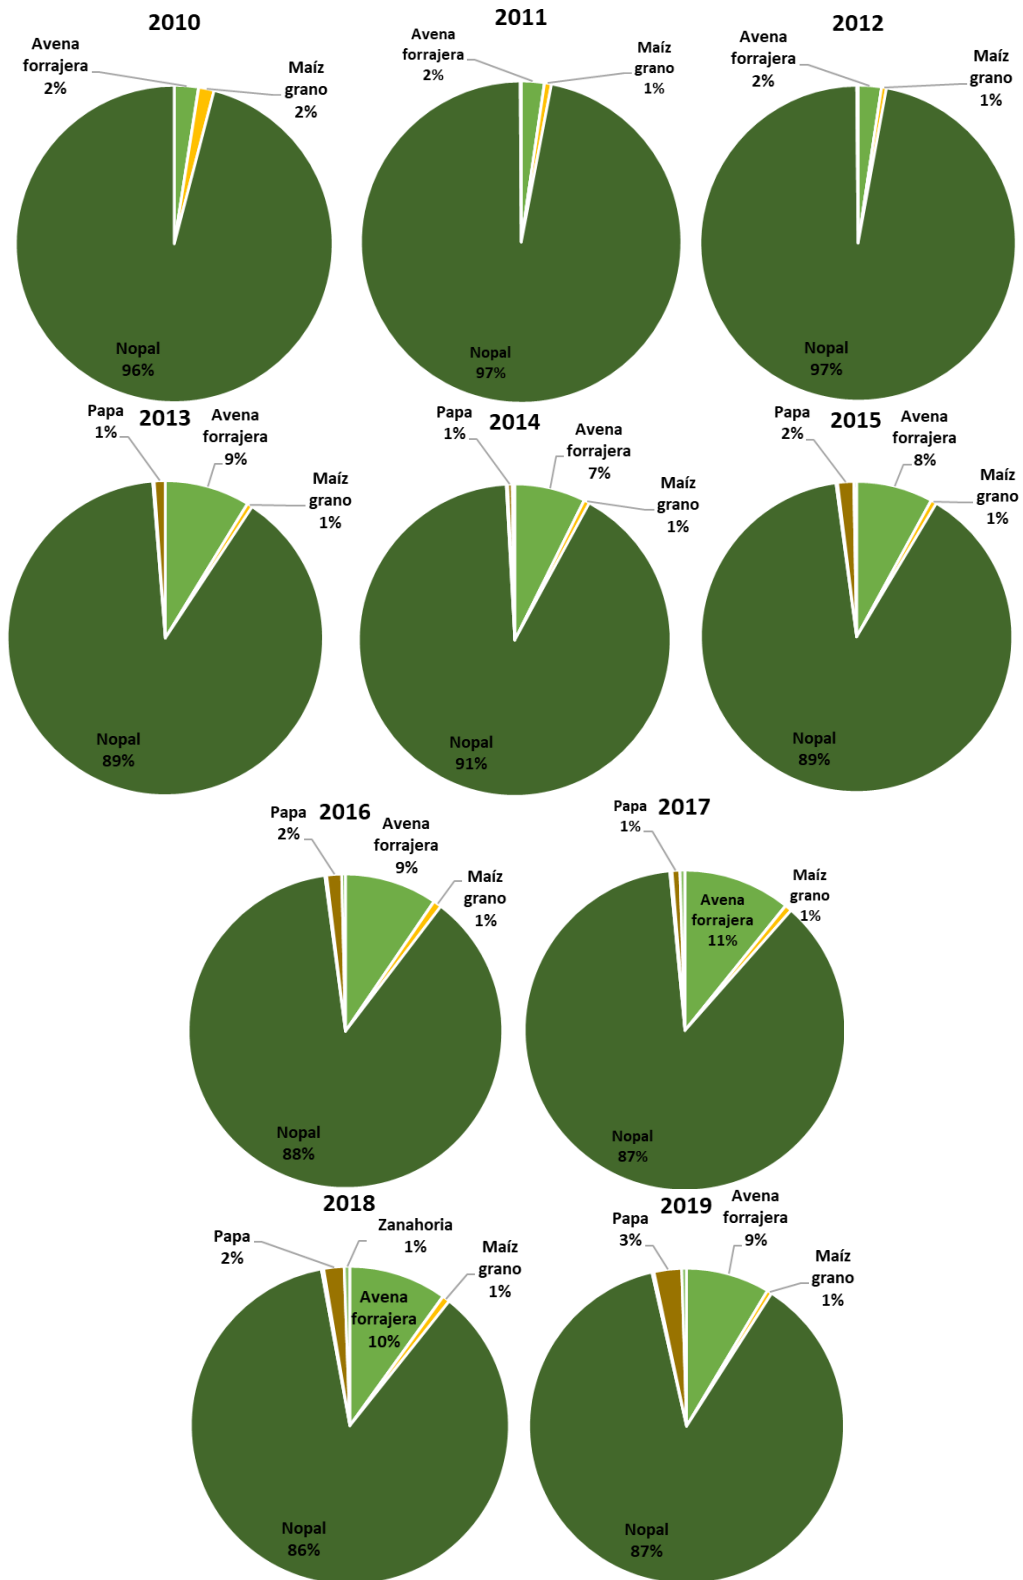 2010
Avena
forrajera
2%
Maíz
grano
2%
Nopal
96%
2011
Avena
forrajera
2%
Maíz
grano
1%
Nopal
97%
2012
Avena
forrajera
2%
Maíz
grano
1%
Nopal
97%
2013
Papa
1%
Avena
forrajera
9%
Maíz
grano
1%
Nopal
89%
2014
Papa
1%
Avena
forrajera
7%
Maíz
grano
1%
Nopal
91%
2015
Papa
2%
Avena
forrajera
8%
Maíz
grano
1%
Nopal
89%
2016
Papa
2%
Avena
forrajera
9%
Maíz
grano
1%
Nopal
88%
2017
Papa
1%
Avena
forrajera
11%
Maíz
grano
1%
Nopal
87%
2018
Papa
2%
Zanahoria
1%
Avena
forrajera
10%
Maíz
grano
1%
Nopal
86%
2019
Papa
3%
Avena
forrajera
9%
Maíz
grano
1%
Nopal
87%